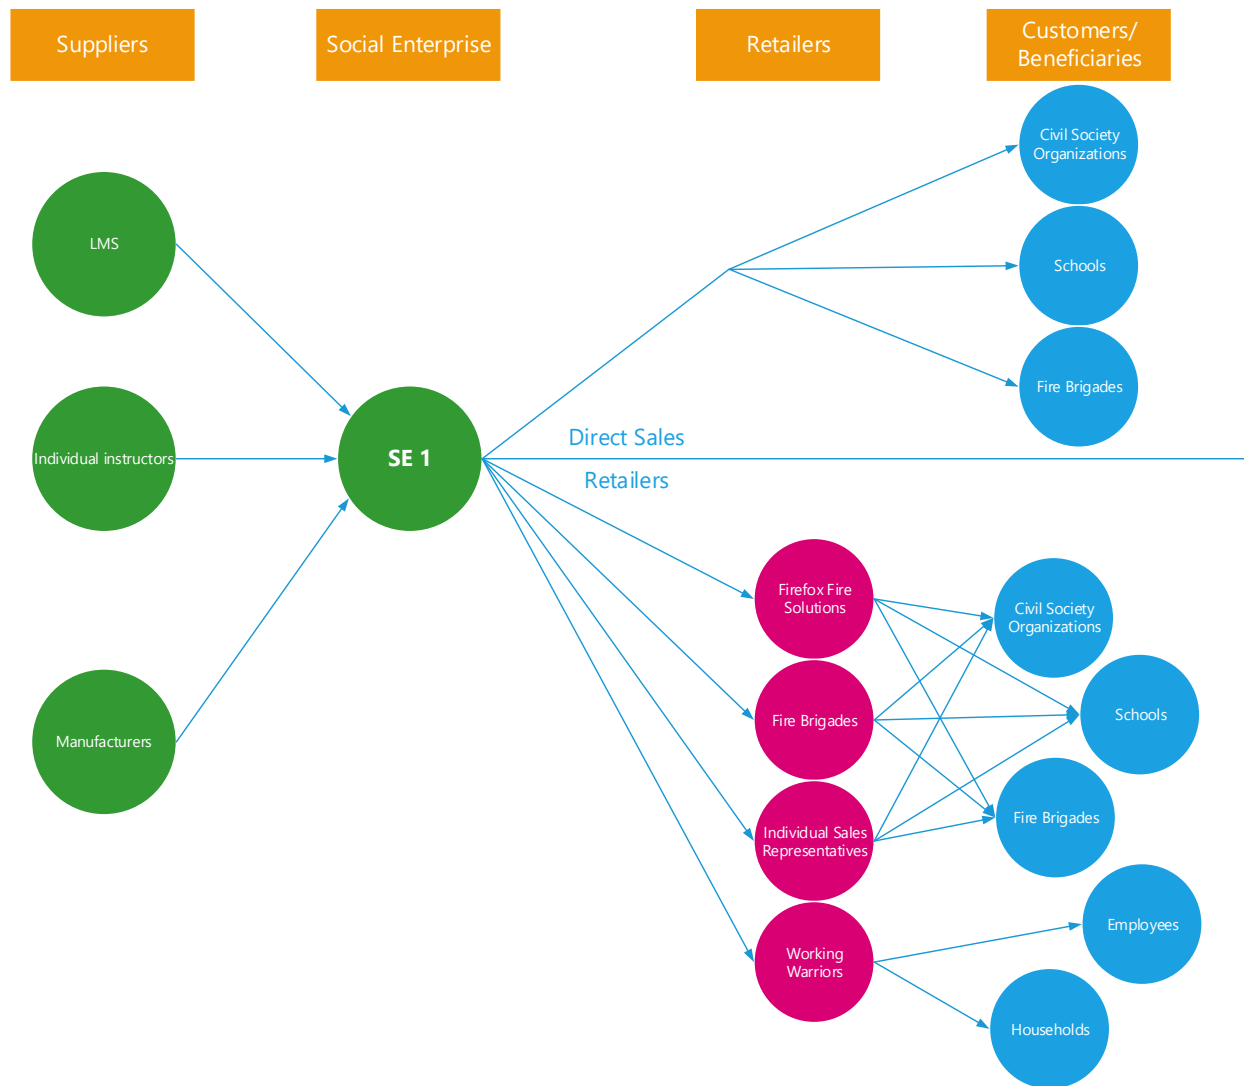 Suppliers
Social Enterprise
Retailers
Customers/
Beneficiaries
Civil Society
Organizations
LMS
Schools
Fire Brigades
Direct Sales
Individual instructors
SE 1
Retailers
Firefox Fire
Solutions
Civil Society
Organizations
Schools
Fire Brigades
Manufacturers
Fire Brigades
Individual Sales
Representatives
Employees
Working
Warriors
Households